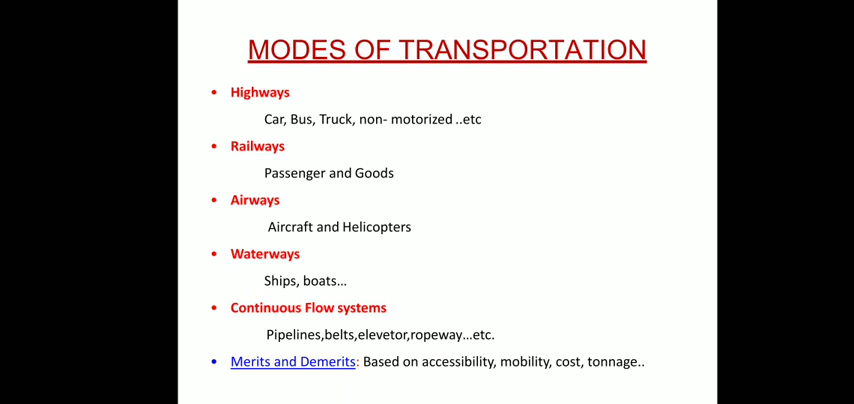 MODES OF TRANSPORTATION
• Highways
Car, Bus, Truck, non- motorized ..etc
• Railways
Passenger and Goods
• Airways
Aircraft and Helicopters
• Waterways
Ships, boats...
• Continuous Flow systems
Pipelines,belts,elevetor,ropeway...etc.
• Merits and Demerits: Based on accessibility, mobility, cost, tonnage..